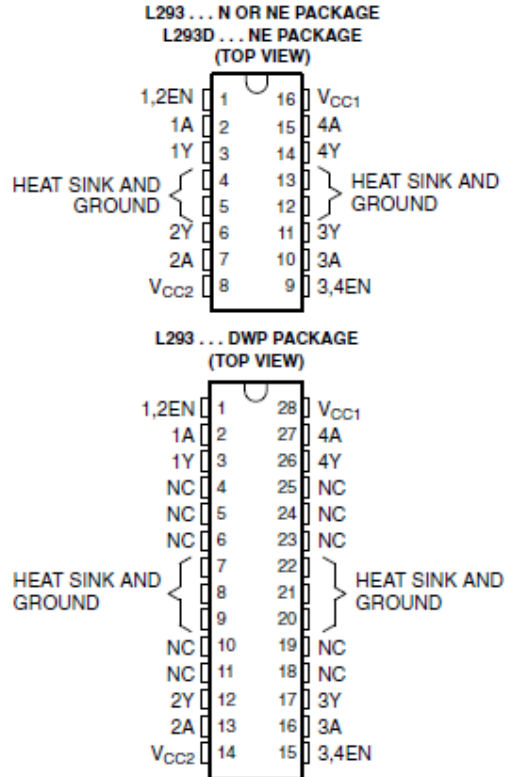 L293 . . . N OR NE PACKAGE
L293D . . . NE PACKAGE
(TOP VIEW)
1,2EN 1 16 VCC1
1A 2 15 4A
1Y 3 14 4Y
HEAT SINK AND GROUND 4 13 HEAT SINK AND GROUND
5 12
2Y 6 11 3Y
2A 7 10 3A
VCC2 8 9 3,4EN
L293 . . . DWP PACKAGE
(TOP VIEW)
1,2EN 1 28 VCC1
1A 2 27 4A
1Y 3 26 4Y
NC 4 25 NC
NC 5 24 NC
NC 6 23 NC
7 22
HEAT SINK AND GROUND 8 21 HEAT SINK AND GROUND
9 20
NC 10 19 NC
NC 11 18 NC
2Y 12 17 3Y
2A 13 16 3A
VCC2 14 15 3,4EN